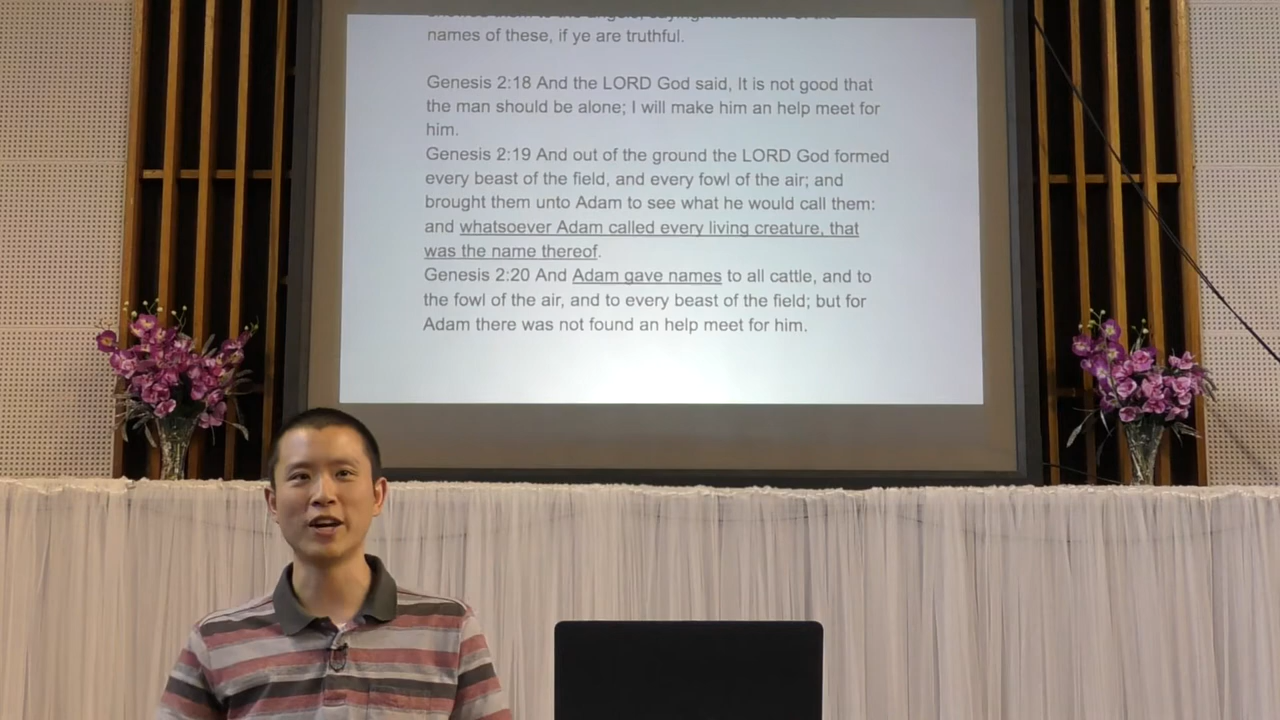 names of these, if ye are truthful.
Genesis 2:18 And the LORD God said, It is not good that
the man should be alone; I will make him an help meet for
him.
Genesis 2:19 And out of the ground the LORD God formed
every beast of the field, and every fowl of the air; and
brought them unto Adam to see what he would call them:
and whatsoever Adam called every living creature, that
was the name thereof.
Genesis 2:20 And Adam gave names to all cattle, and to
the fowl of the air, and to every beast of the field; but for
Adam there was not found an help meet for him.